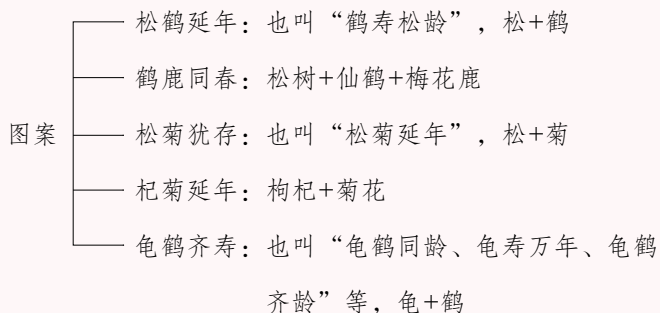 松鹤延年：也叫“鹤寿松龄”，松+鹤
鹤鹿同春：松树+仙鹤+梅花鹿
图案
松菊犹存：也叫“松菊延年”，松+菊
杞菊延年：枸杞+菊花
龟鹤齐寿：也叫“龟鹤同龄、龟寿万年、龟鹤
齐龄”等，龟+鹤